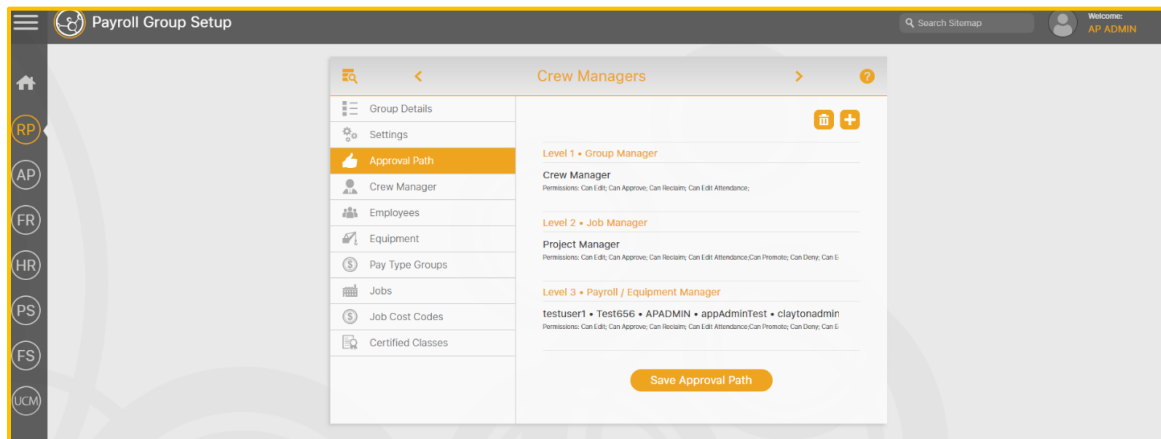 Payroll Group Setup
Search Sitemap
Welcome:
AP ADMIN
Crew Managers
?
RP
AP
FR
HR
PS
FS
UCM
Group Details
Settings
Approval Path
Crew Manager
Employees
Equipment
Pay Type Groups
Jobs
Job Cost Codes
Certified Classes
Level 1 • Group Manager
Crew Manager
Permissions: Can Edit; Can Approve; Can Reclaim; Can Edit Attendance;
Level 2 • Job Manager
Project Manager
Permissions: Can Edit; Can Approve; Can Reclaim; Can Edit Attendance;Can Promote; Can Deny; Can E
Level 3 • Payroll / Equipment Manager
testuser1 • Test656 • APADMIN • appAdminTest • claytonadmin
Permissions: Can Edit; Can Approve; Can Reclaim; Can Edit Attendance;Can Promote; Can Deny; Can E
Save Approval Path